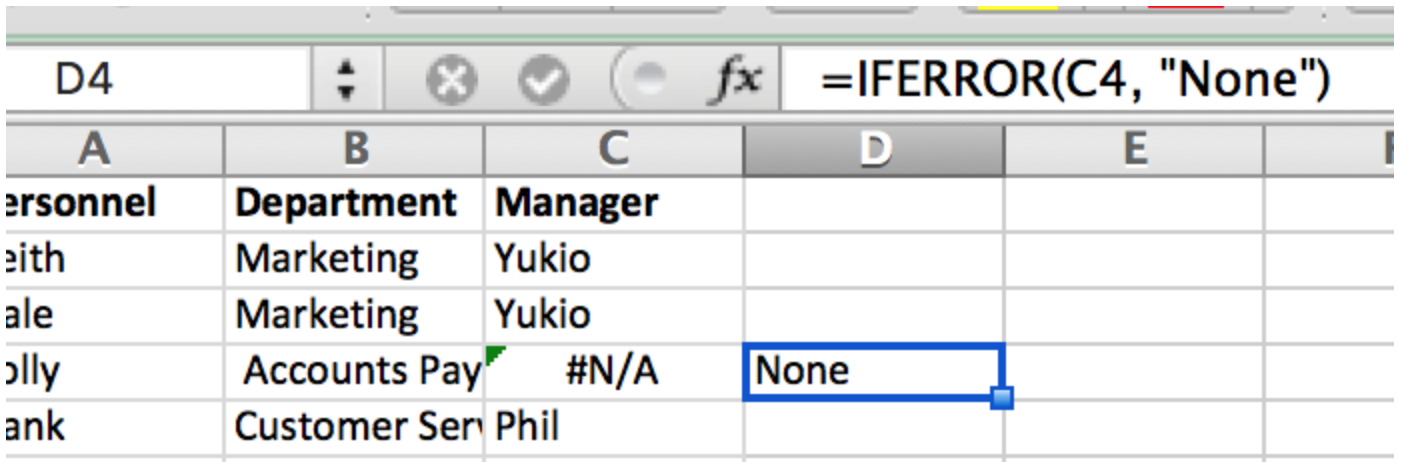 D4 fx =IFERROR(C4, "None")
A B C D E
ersonnel Department Manager
eith Marketing Yukio
ale Marketing Yukio
olly Accounts Pay #N/A None
ank Customer Serv Phil